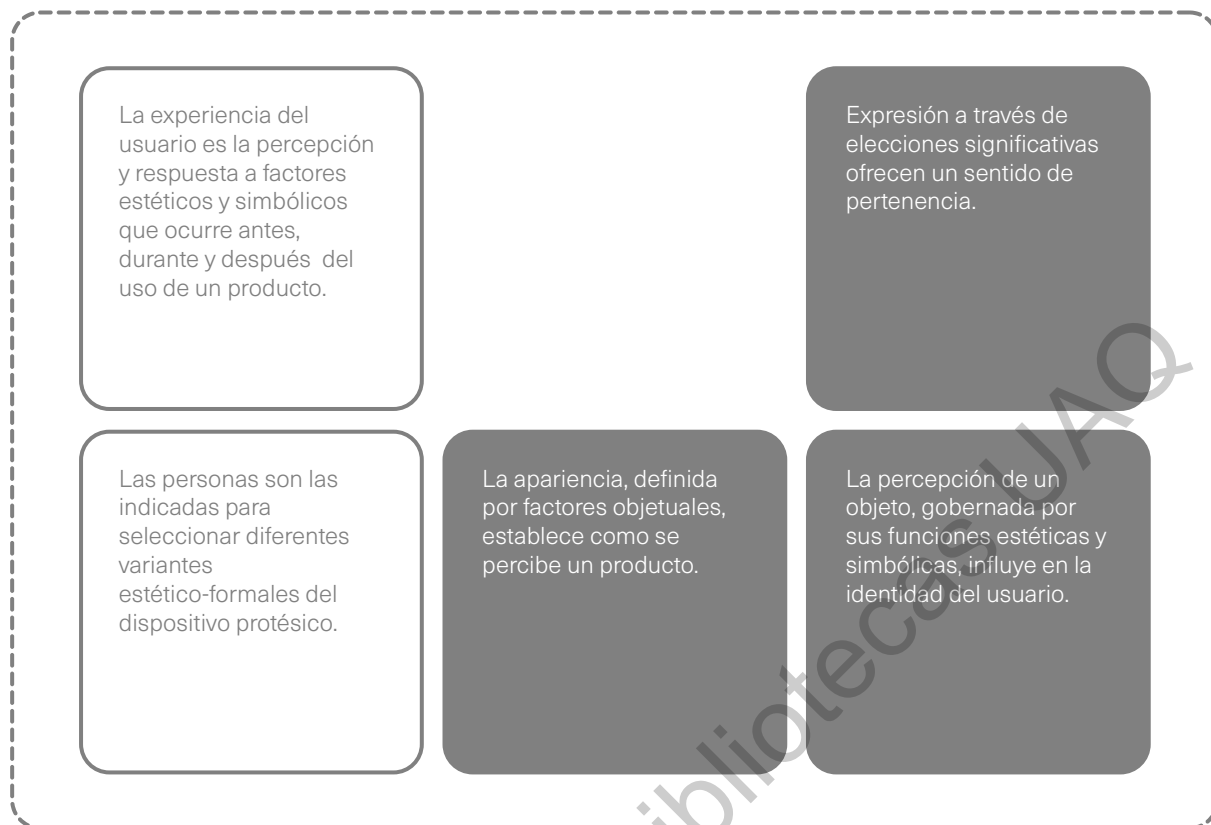 La experiencia del
usuario es la percepción
y respuesta a factores
estéticos y simbólicos
que ocurre antes,
durante y después  del
uso de un producto.
Expresión a través de
elecciones significativas
ofrecen un sentido de
pertenencia.
Las personas son las
indicadas para
seleccionar diferentes
variantes
estético-formales del
dispositivo protésico.
La apariencia, definida
por factores objetuales,
establece como se
percibe un producto.
La percepción de un
objeto, gobernada por
sus funciones estéticas y
simbólicas, influye en la
identidad del usuario.
bibliotecas UAQ